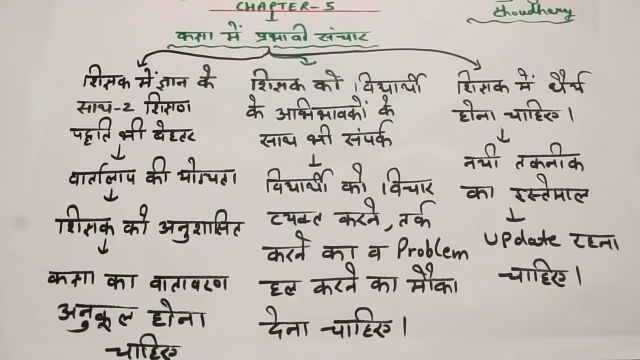 CHAPTER-5
Choudhary
कक्षा में प्रभावी संचार
शिक्षक में ज्ञान के
साथ-2 शिक्षण
पद्दति भी बेहतर
वार्तालाप की योग्यता
शिक्षक को अनुशासित
कक्षा का वातावरण
अनुकूल होना
चाहिए
शिक्षक को विद्यार्थी
के अभिभावकों के
साथ भी संपर्क
विद्यार्थी को विचार
व्यक्त करने, तर्क
करने का व Problem
हल करने का मौका
देना चाहिए।
शिक्षक में धैर्य
होना चाहिए।
नयी तकनीक
का इस्तेमाल
Update रहना
चाहिए।